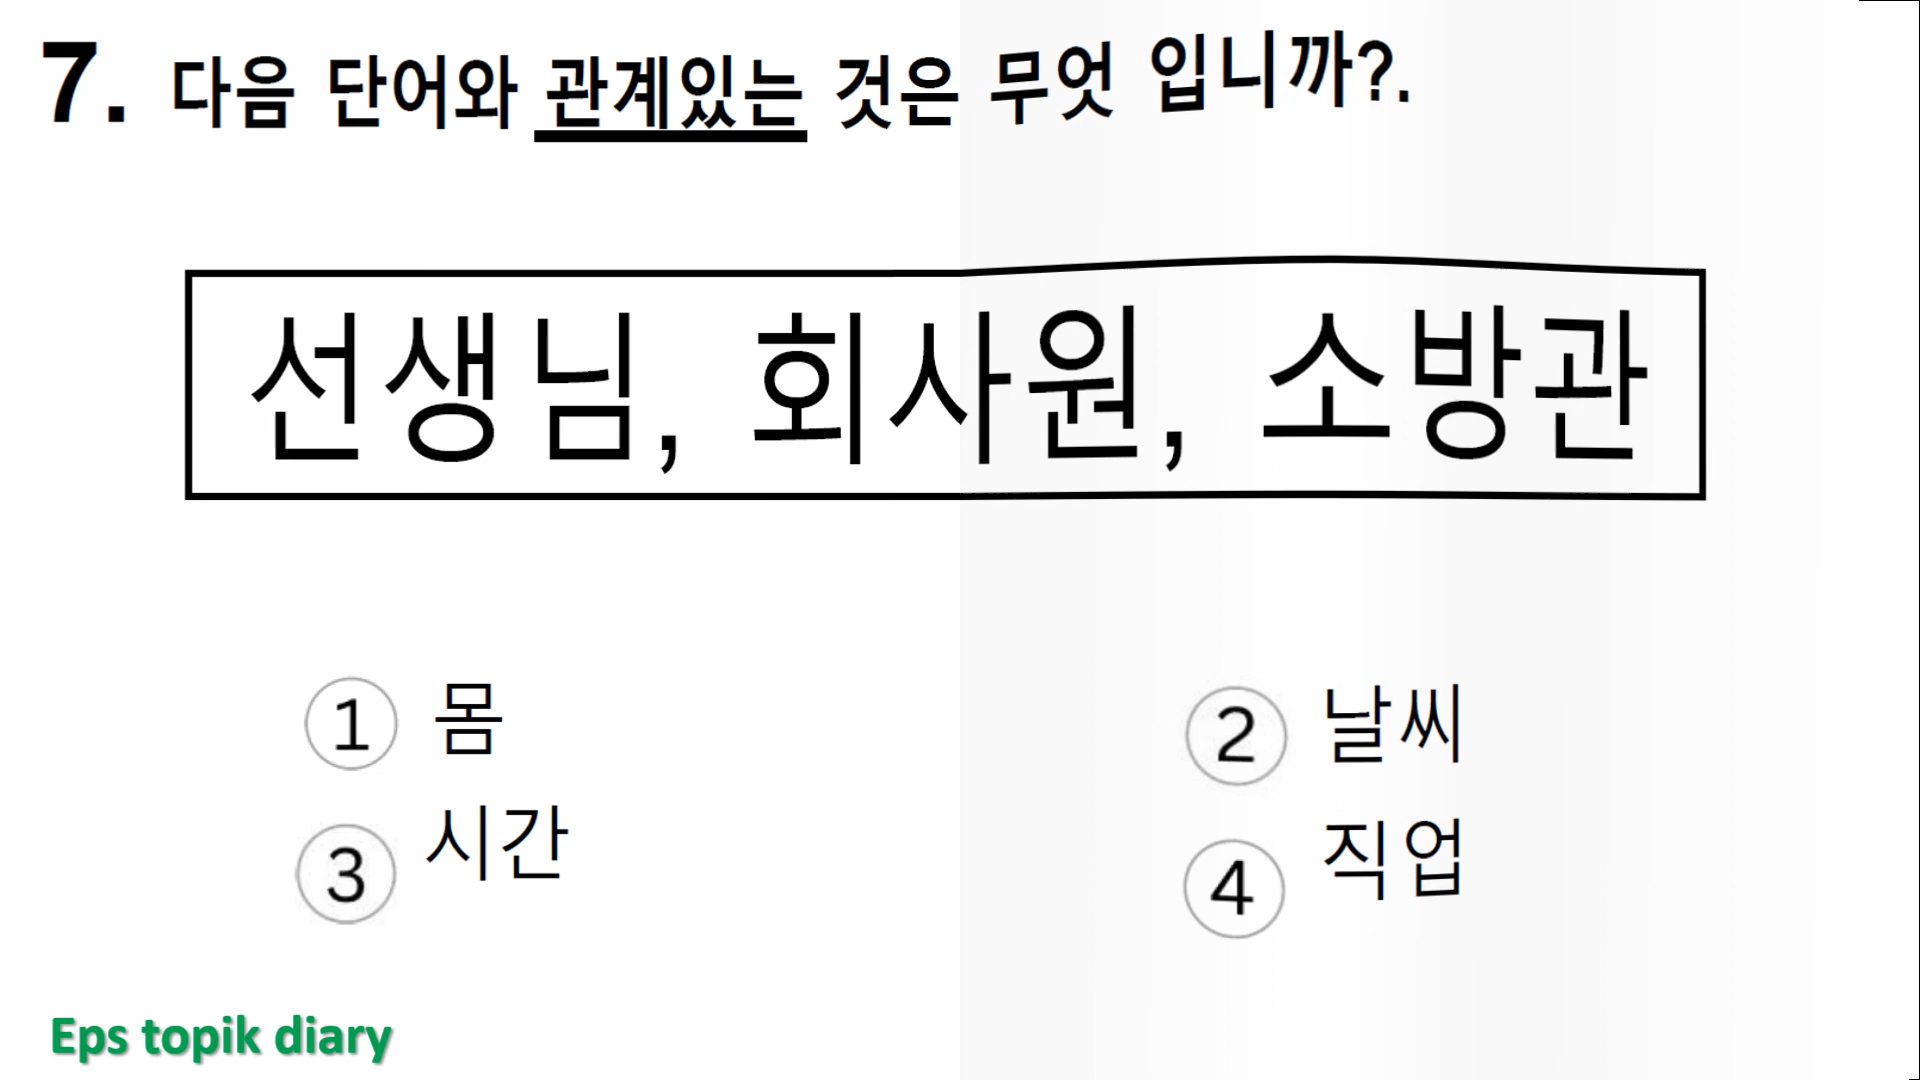 7. 다음 단어와 관계있는 것은 무엇 입니까?.
선생님, 회사원, 소방관
① 몸 ② 날씨
③ 시간 ④ 직업
Eps topik diary